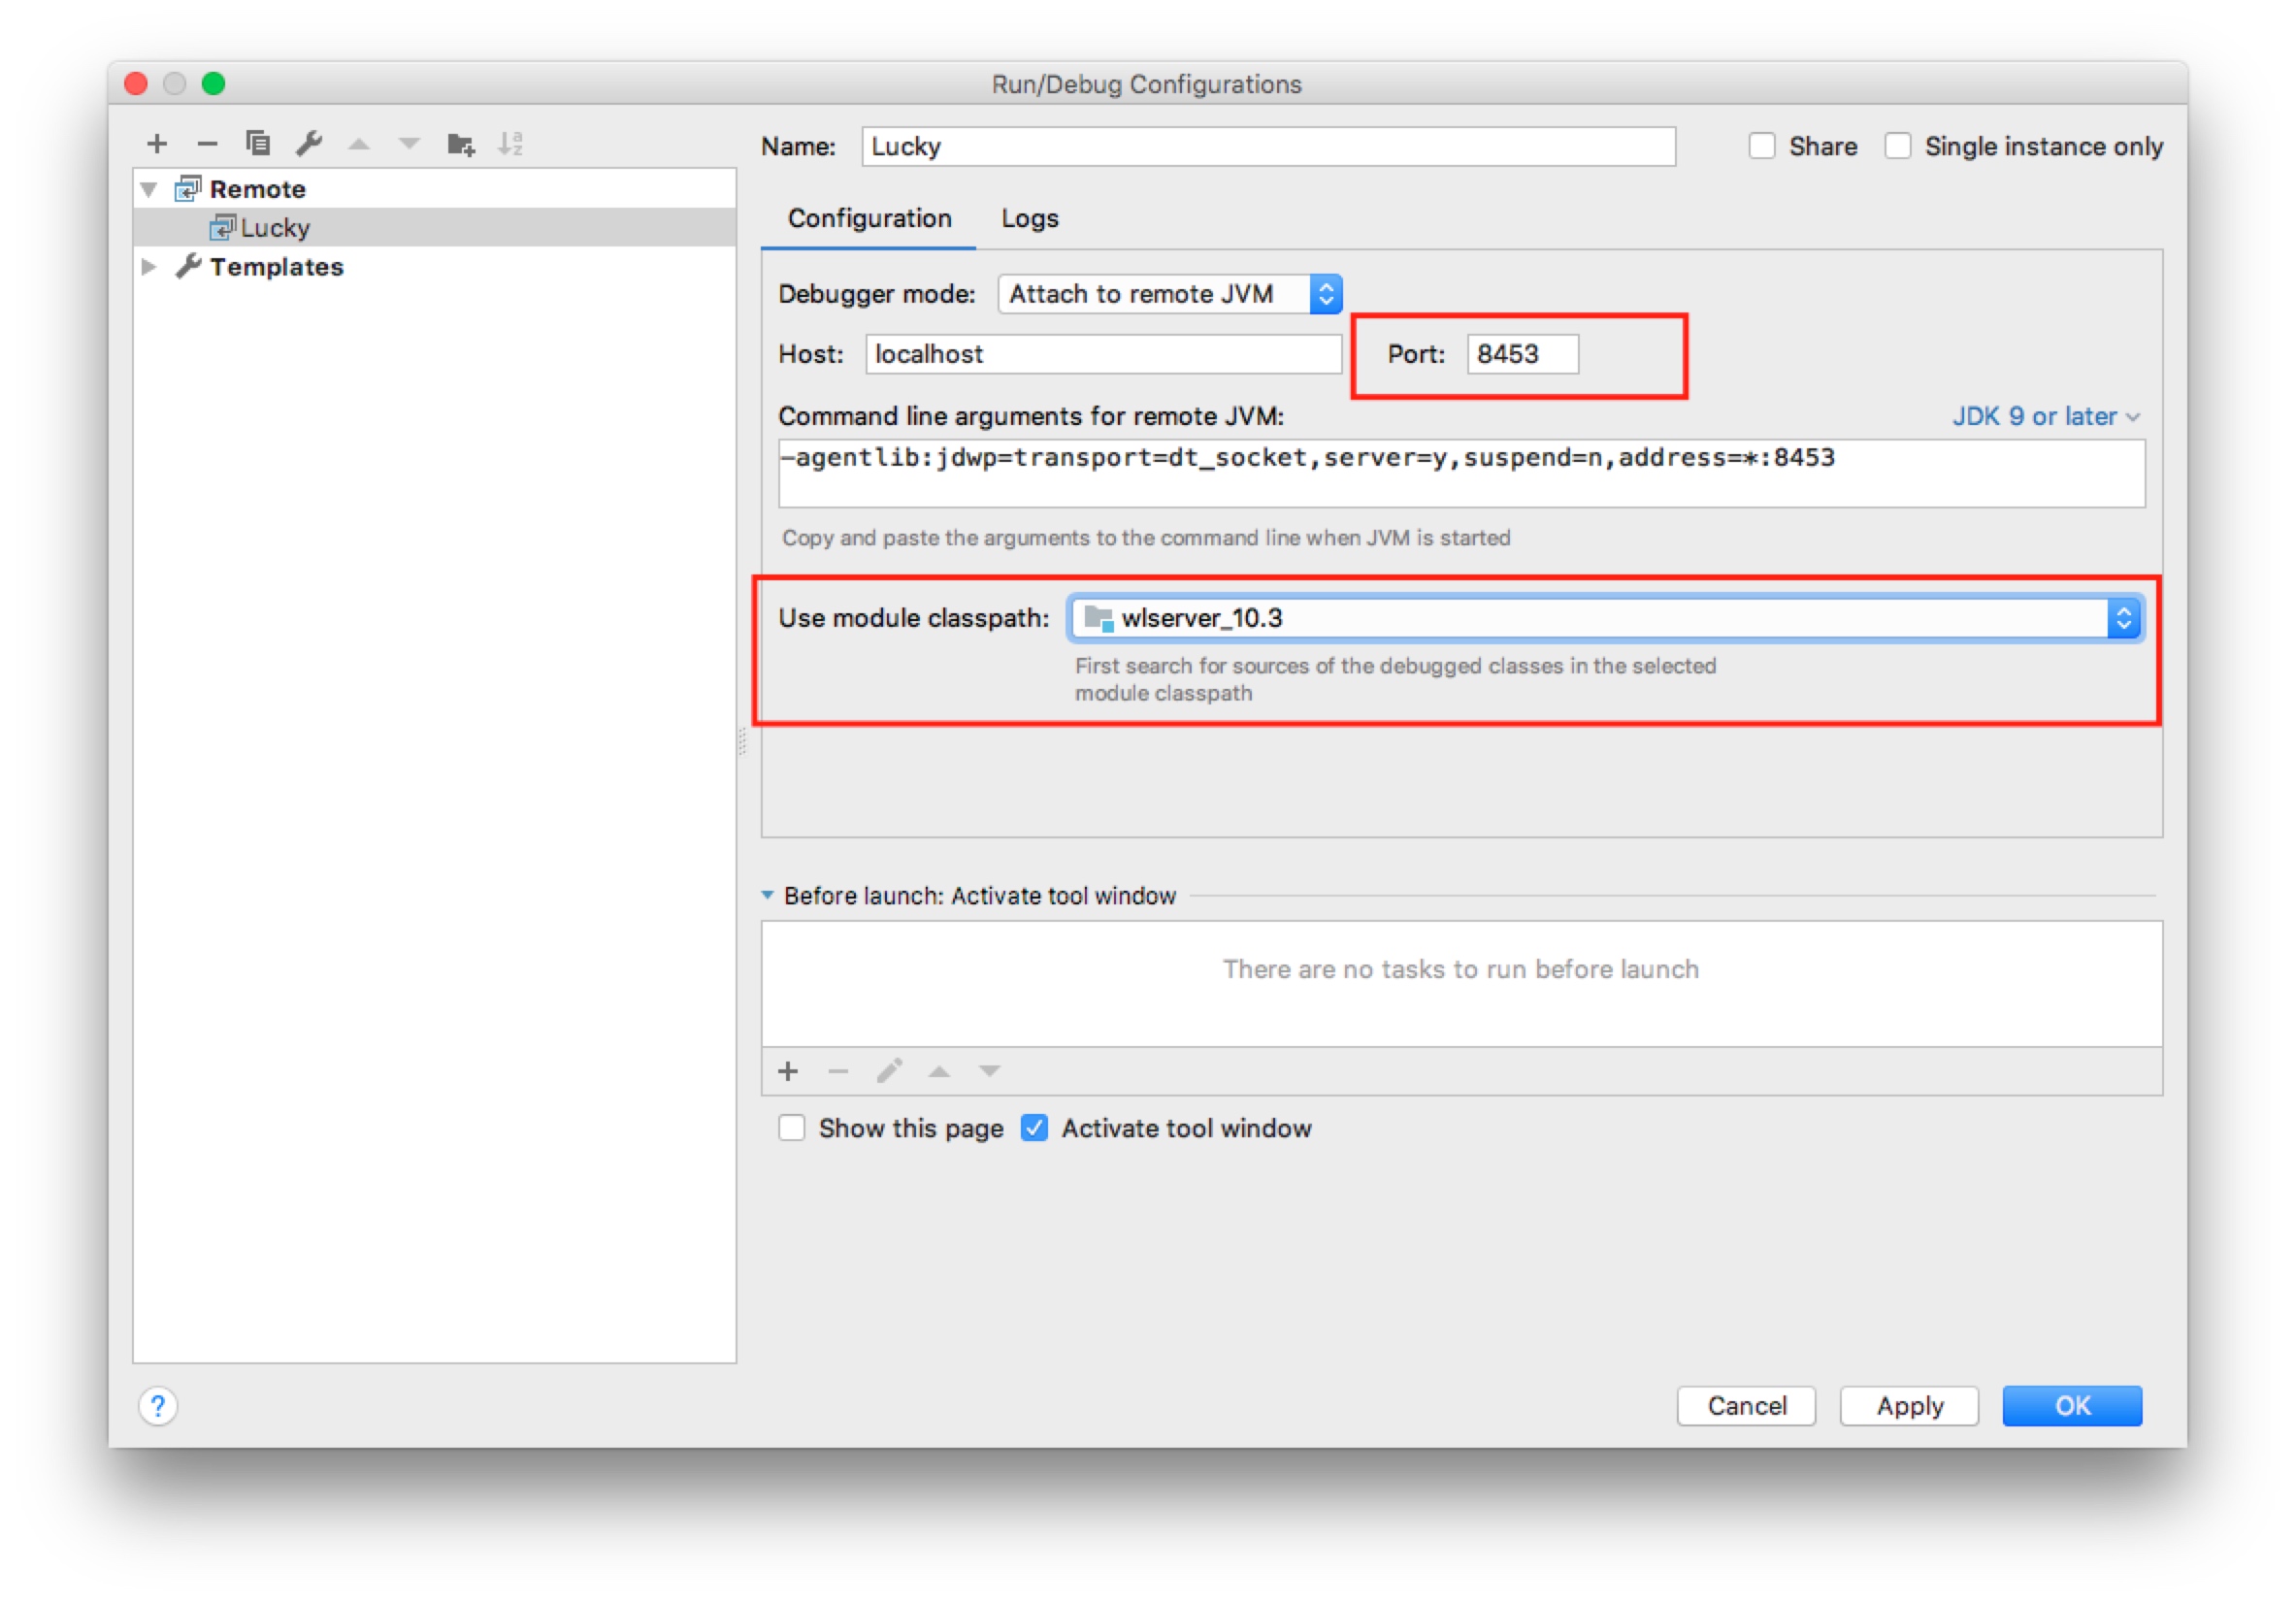 Run/Debug Configurations
Name: Lucky
Share
Single instance only
Remote
Lucky
Templates
Configuration
Logs
Debugger mode: Attach to remote JVM
Host: localhost
Port: 8453
Command line arguments for remote JVM:
JDK 9 or later
-agentlib:jdwp=transport=dt_socket,server=y,suspend=n,address=*:8453
Copy and paste the arguments to the command line when JVM is started
Use module classpath: wlserver_10.3
First search for sources of the debugged classes in the selected
module classpath
Before launch: Activate tool window
There are no tasks to run before launch
Show this page
Activate tool window
?
Cancel
Apply
OK